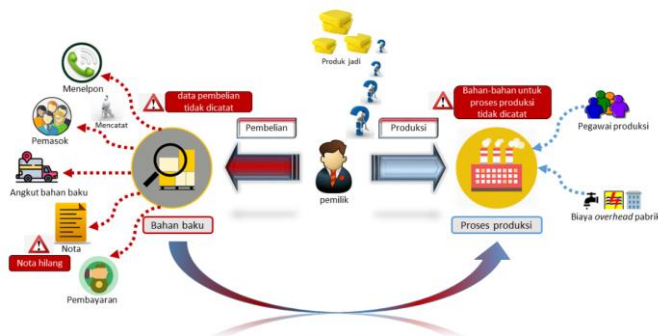 Produk jadi
Menelpon
data pembelian
tidak dicatat
Mencatat
Pemasok
Angkut bahan baku
Nota
Nota hilang
Pembayaran
Bahan baku
Pembelian
pemilik
Produksi
Bahan-bahan untuk
proses produksi
tidak dicatat
Proses produksi
Pegawai produksi
Biaya overhead pabrik